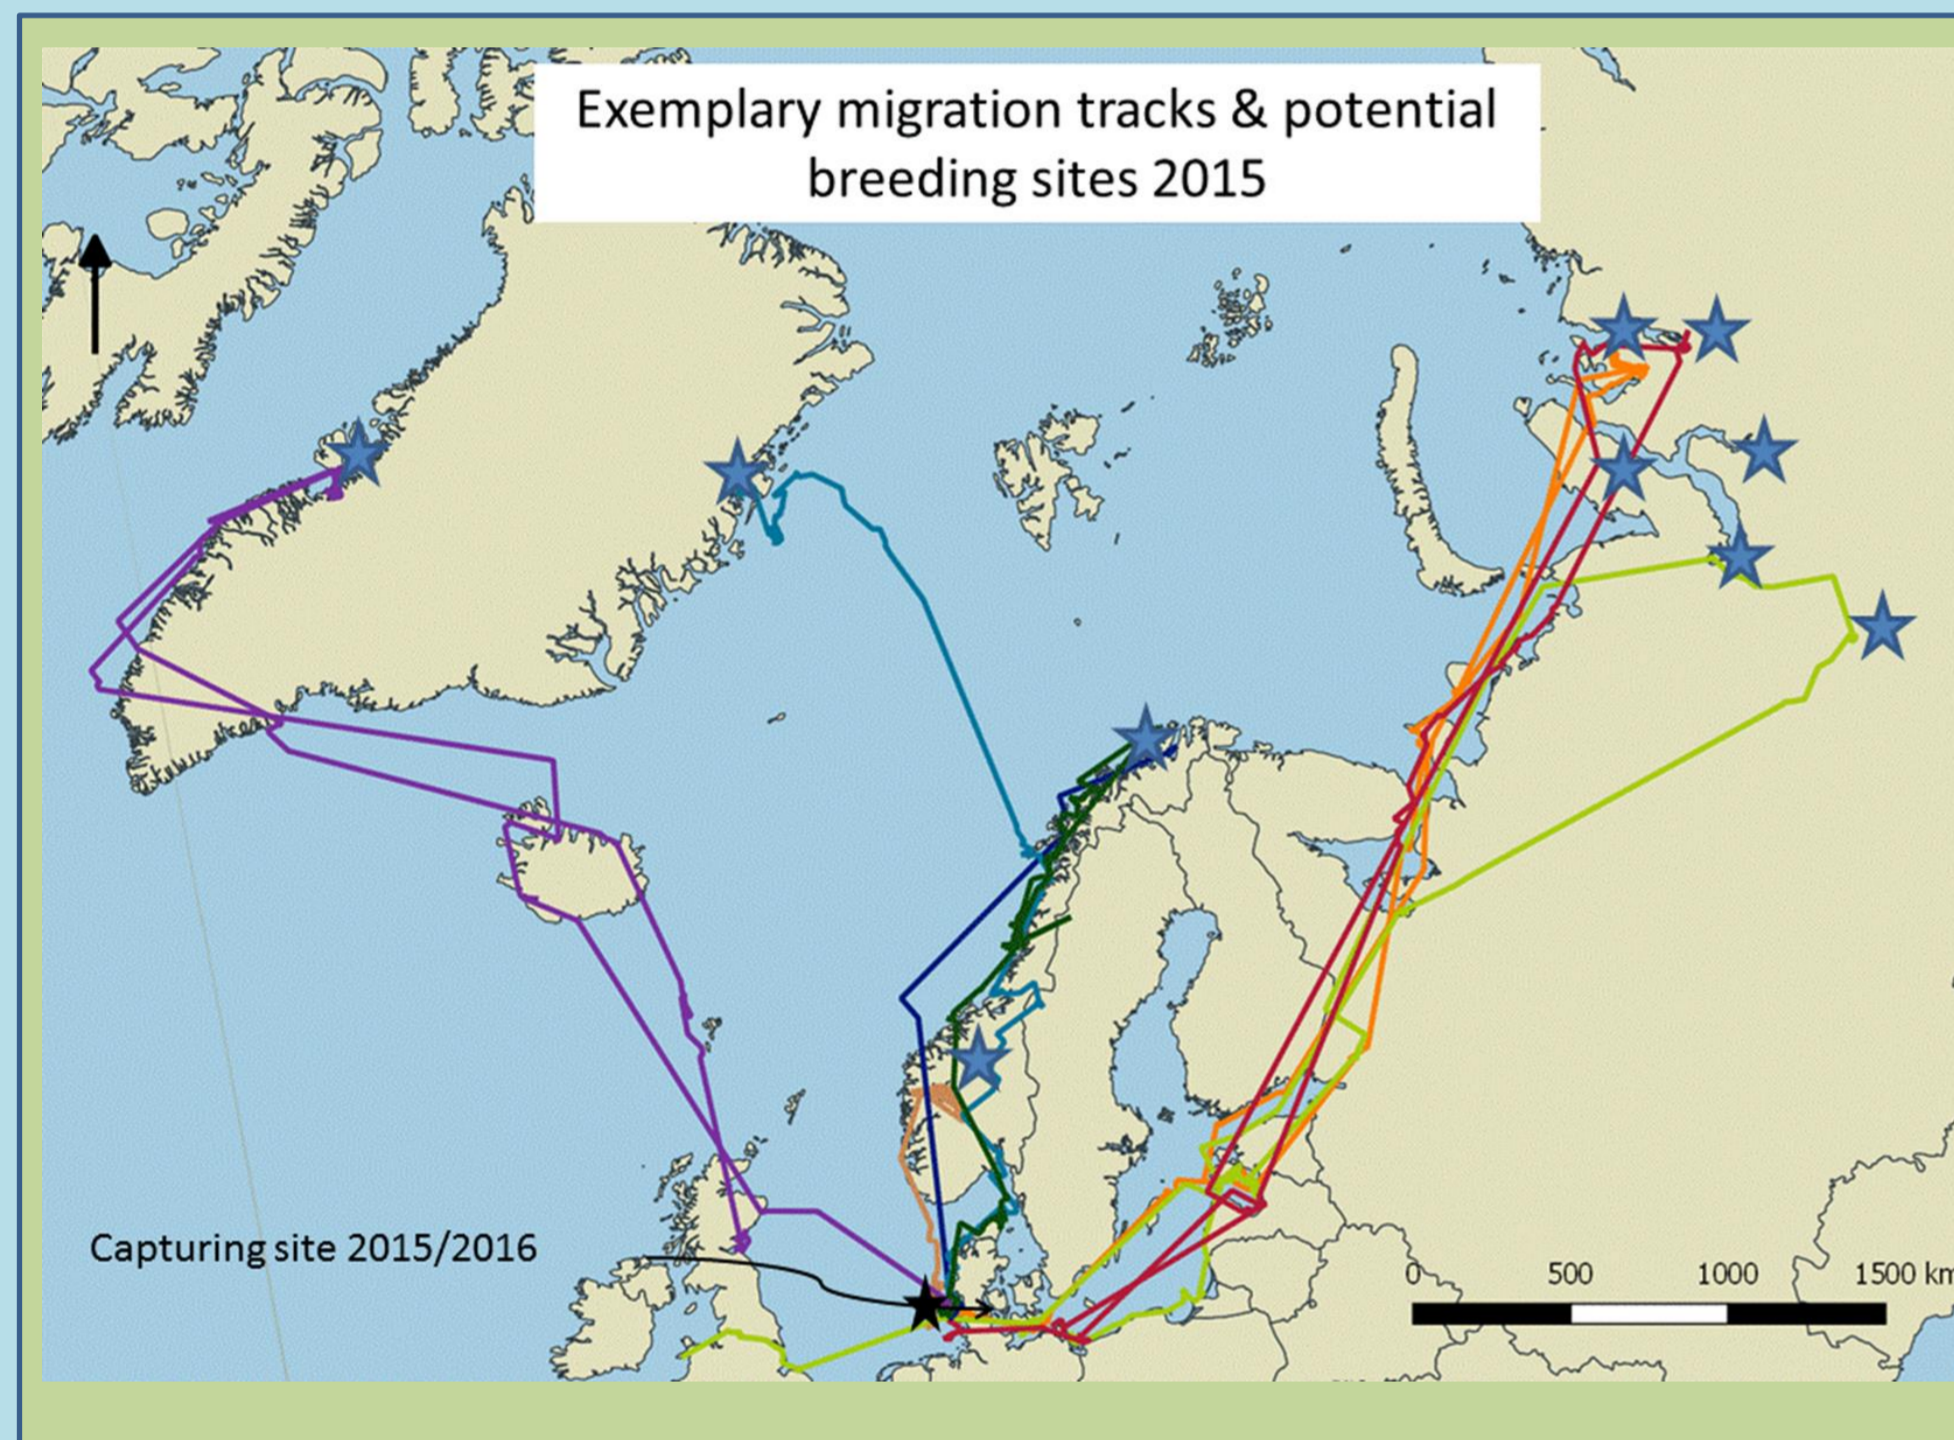 Exemplary migration tracks & potential
breeding sites 2015
Capturing site 2015/2016
0 500 1000 1500 km